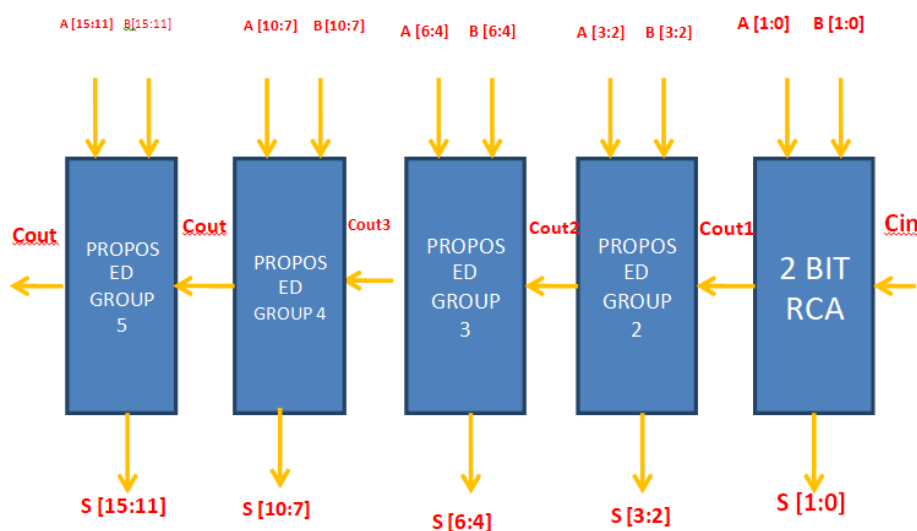 A [15:11] B[15:11] A [10:7] B [10:7] A [6:4] B [6:4] A [3:2] B [3:2] A [1:0] B [1:0]
Cout Cout Cout3 Cout2 Cout1 Cin
PROPOS
ED
GROUP
5
PROPOS
ED
GROUP 4
PROPOS
ED
GROUP
3
PROPOS
ED
GROUP
2
2 BIT
RCA
S [15:11] S [10:7] S [6:4] S [3:2] S [1:0]